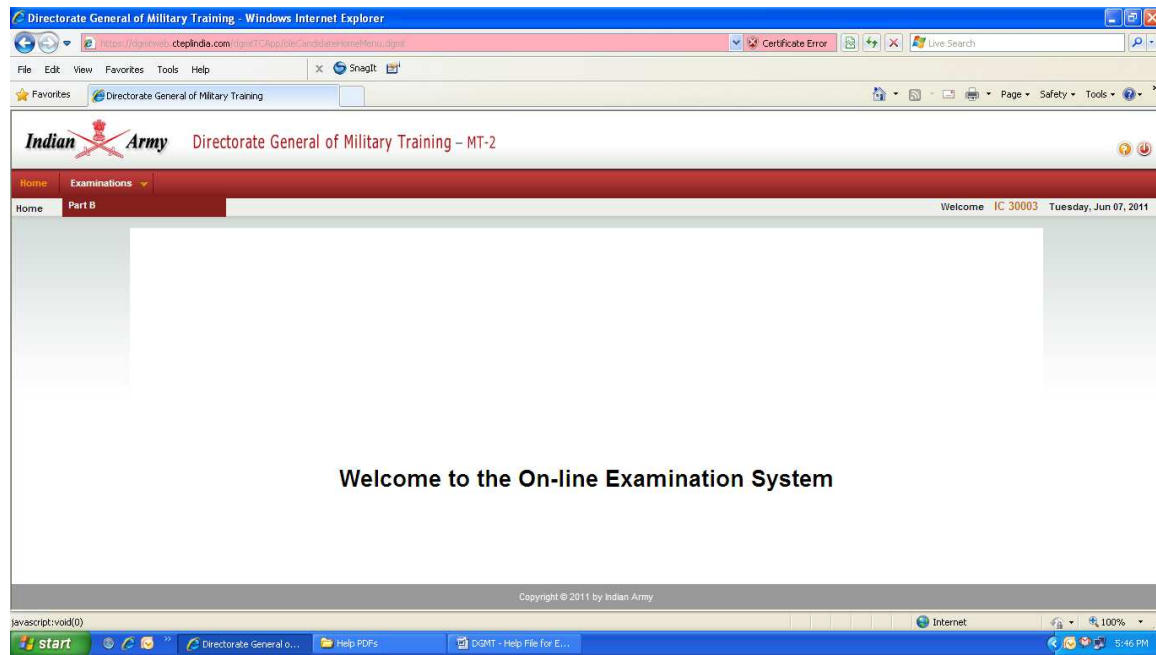 Directorate General of Military Training - Windows Internet Explorer
cteplindia.com Certificate Error Live Search
File Edit View Favorites Tools Help x SnagIt
Favorites Directorate General of Military Training Page Safety Tools
Indian Army Directorate General of Military Training – MT-2
Home Examinations
Home Part B Welcome IC 30003 Tuesday, Jun 07, 2011
Welcome to the On-line Examination System
Copyright © 2011 by Indian Army
javascript:void(0) Internet 100%
start Directorate General o... Help PDFs DGMT - Help File for E... 5:46 PM